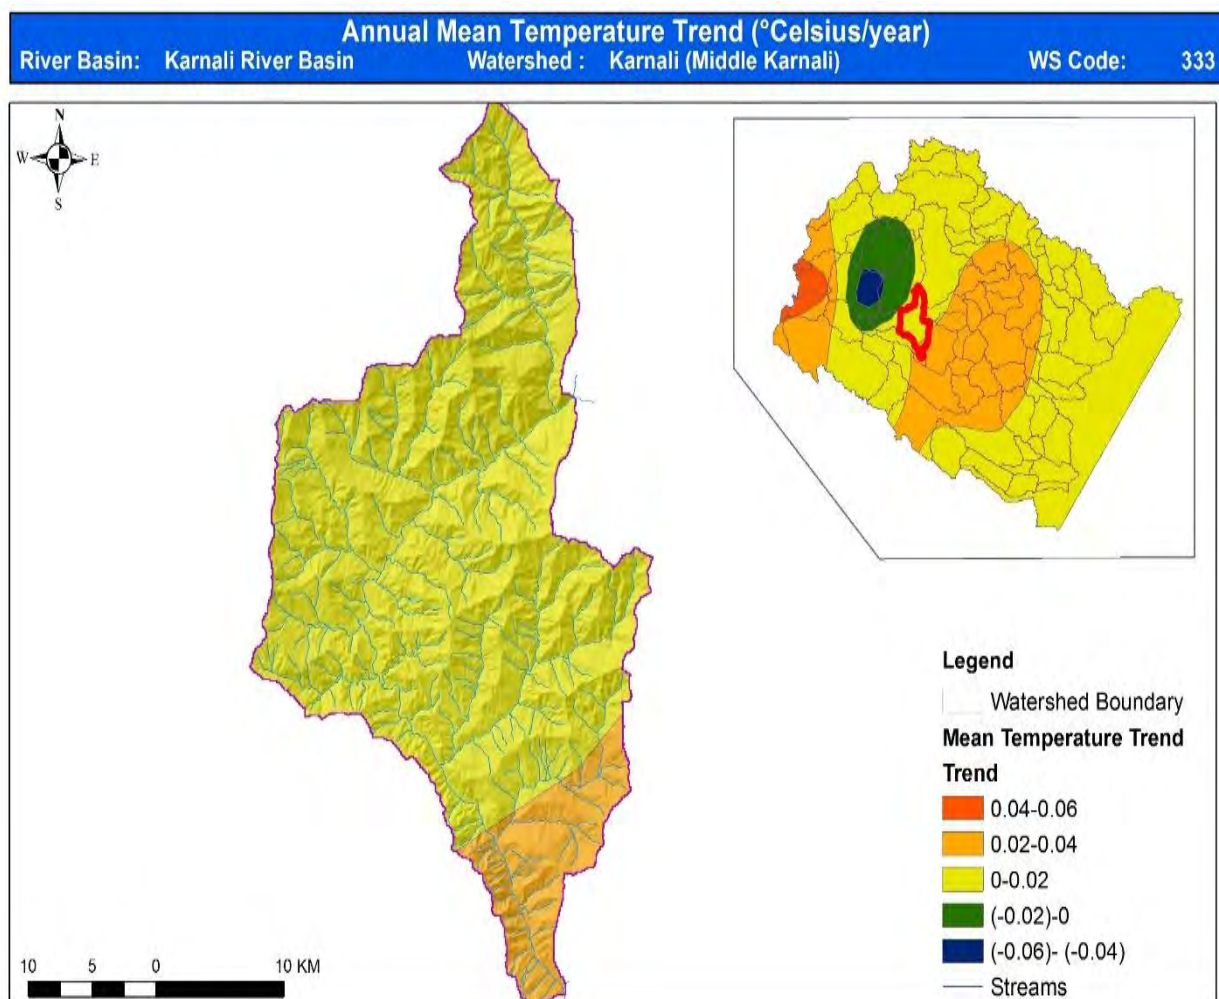 Annual Mean Temperature Trend (°Celsius/year)
River Basin: Karnali River Basin Watershed : Karnali (Middle Karnali) WS Code: 333
N
W E
S
Legend
Watershed Boundary
Mean Temperature Trend
Trend
0.04-0.06
0.02-0.04
0-0.02
(-0.02)-0
(-0.06)- (-0.04)
Streams
10 5 0 10 KM